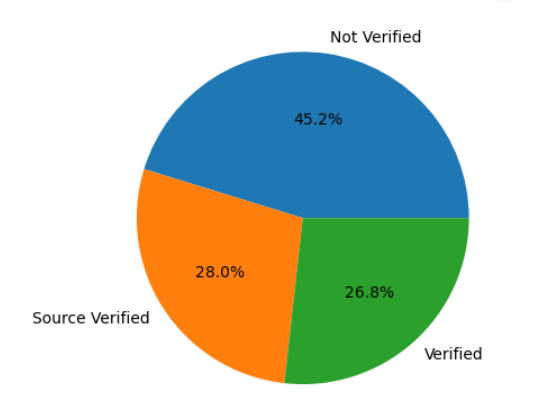 Not Verified
45.2%
28.0%
26.8%
Source Verified
Verified